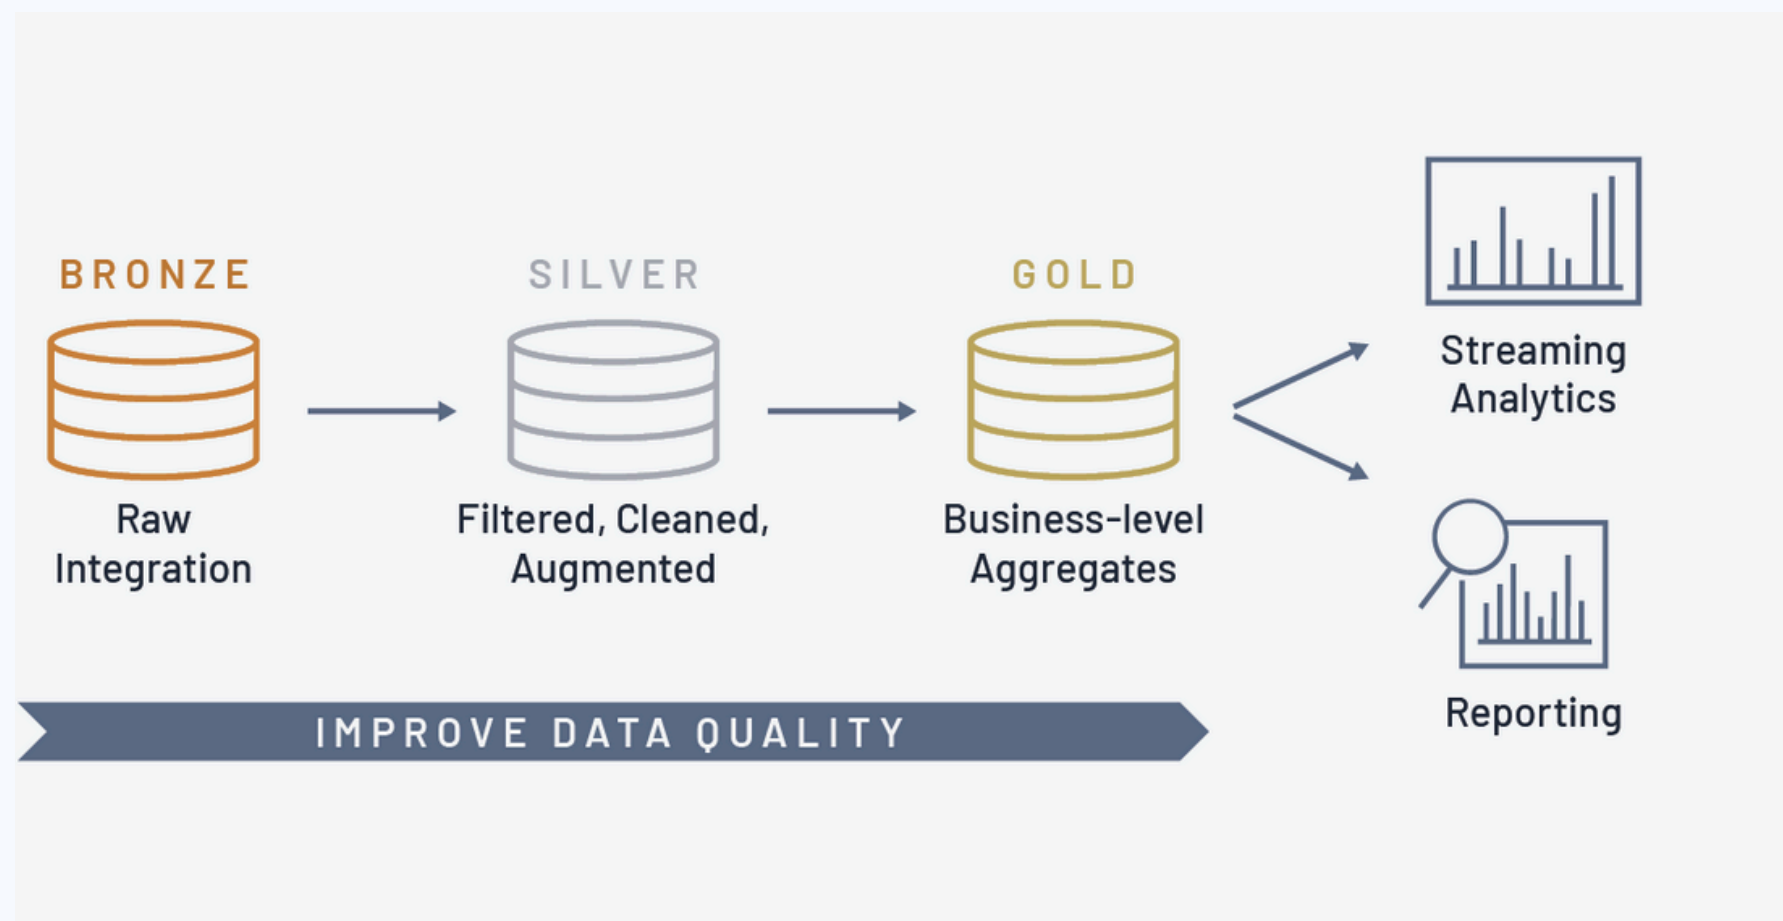 BRONZE
Raw
Integration
SILVER
Filtered, Cleaned,
Augmented
GOLD
Business-level
Aggregates
Streaming
Analytics
Reporting
IMPROVE DATA QUALITY